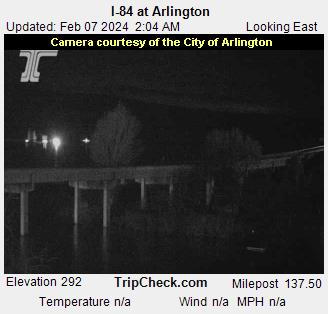 I-84 at Arlington
Updated: Feb 07 2024 2:04 AM Looking East
Camera courtesy of the City of Arlington
Elevation 292 TripCheck.com Milepost 137.50
Temperature n/a Wind n/a MPH n/a